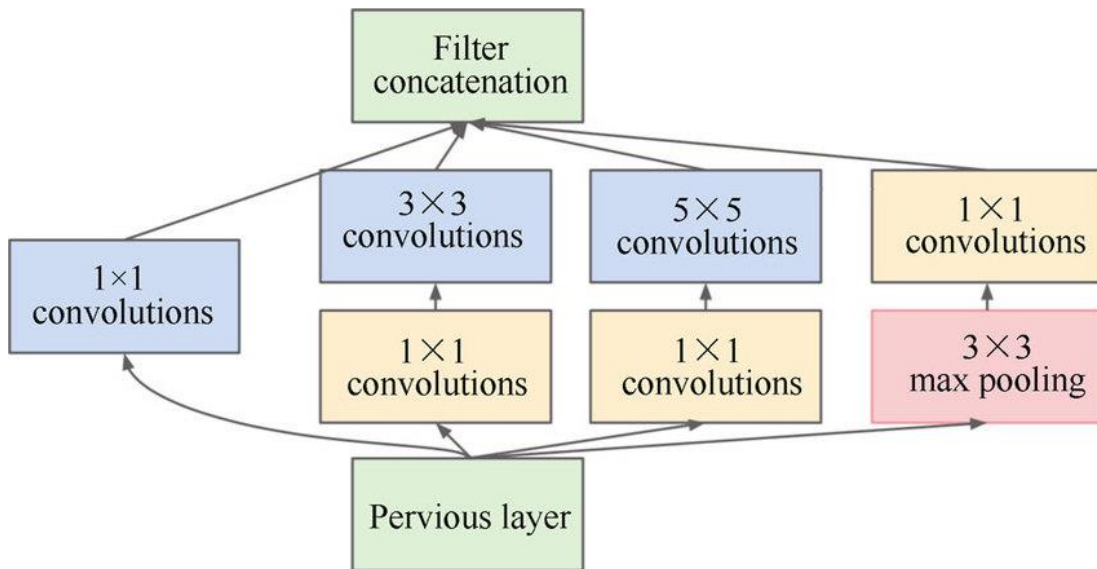 Filter
concatenation
3×3
convolutions
5×5
convolutions
1×1
convolutions
1×1
convolutions
1×1
convolutions
1×1
convolutions
3×3
max pooling
Pervious layer